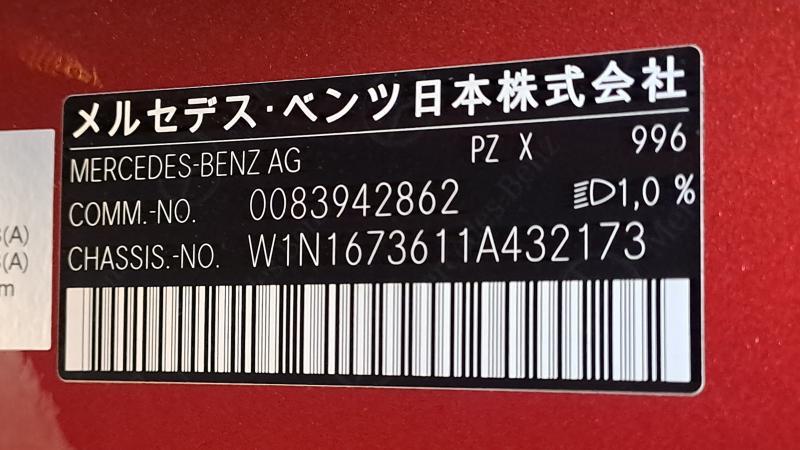 メルセデス・ベンツ日本株式会社
MERCEDES-BENZ AG PZ X 996
COMM.-NO. 0083942862 1,0 %
CHASSIS.-NO. W1N1673611A432173
(A)
(A)
m